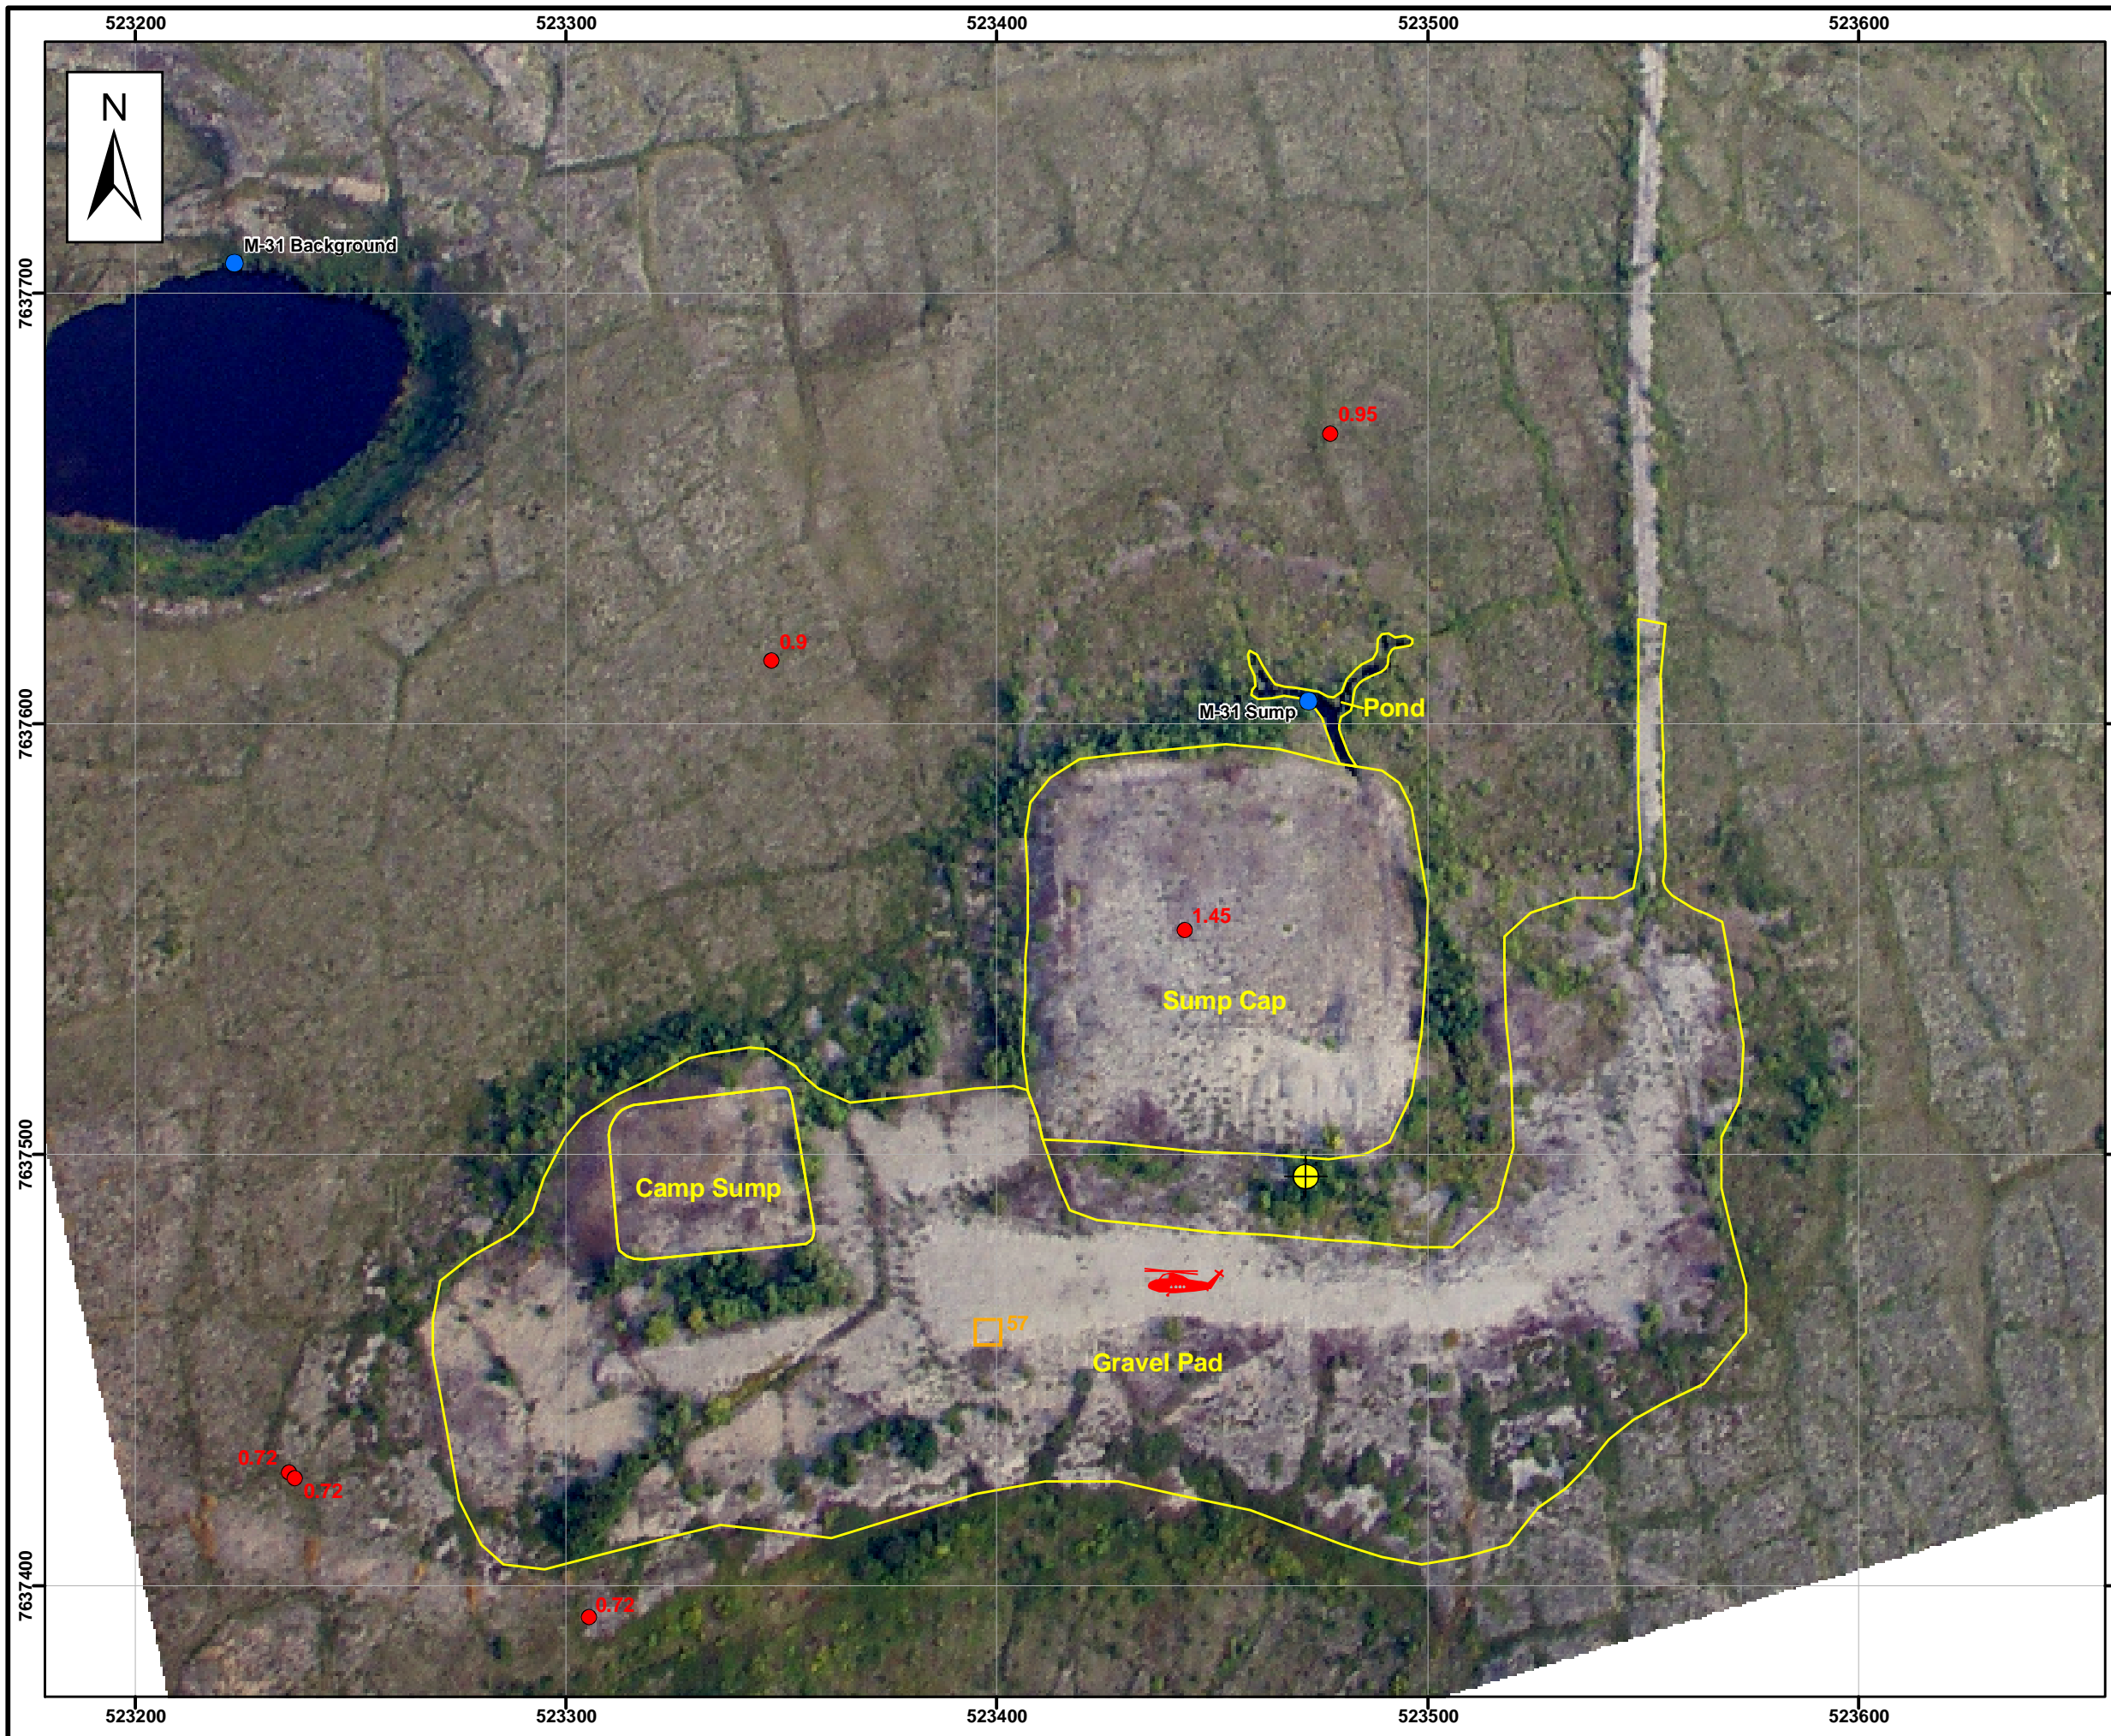 523200 523300 523400 523500 523600
N
M-31 Background
7637700
0.95
0.9
M-31 Sump
Pond
7637600
1.45
Sump Cap
7637500
Camp Sump
57
Gravel Pad
0.72
0.72
7637400
0.72
523200 523300 523400 523500 523600